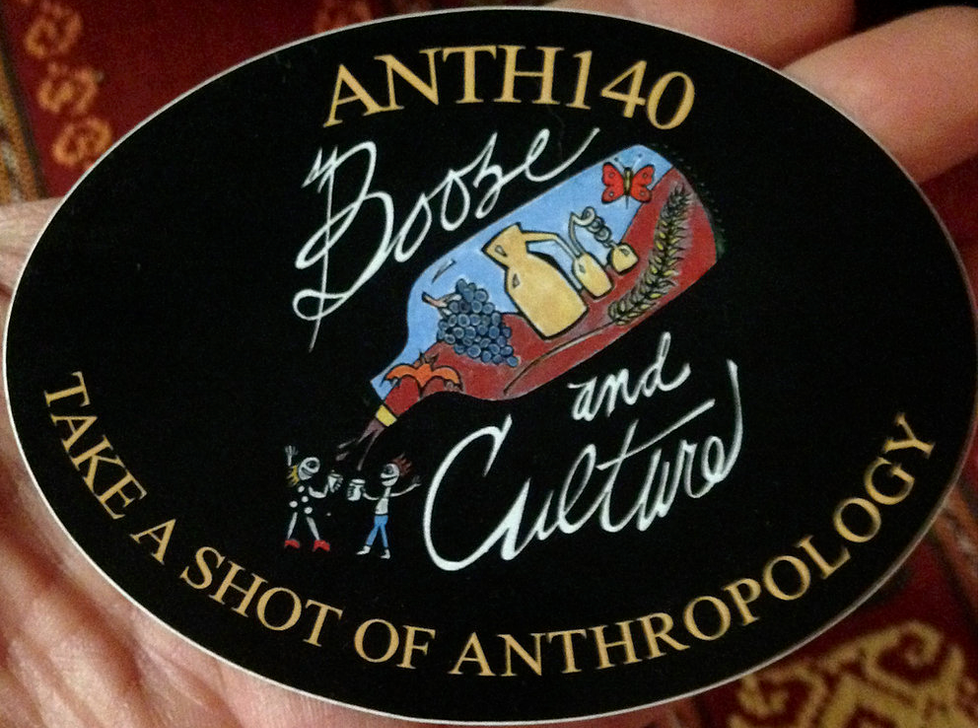 ANTH140
Booze
and
Culture
TAKE A SHOT OF ANTHROPOLOGY